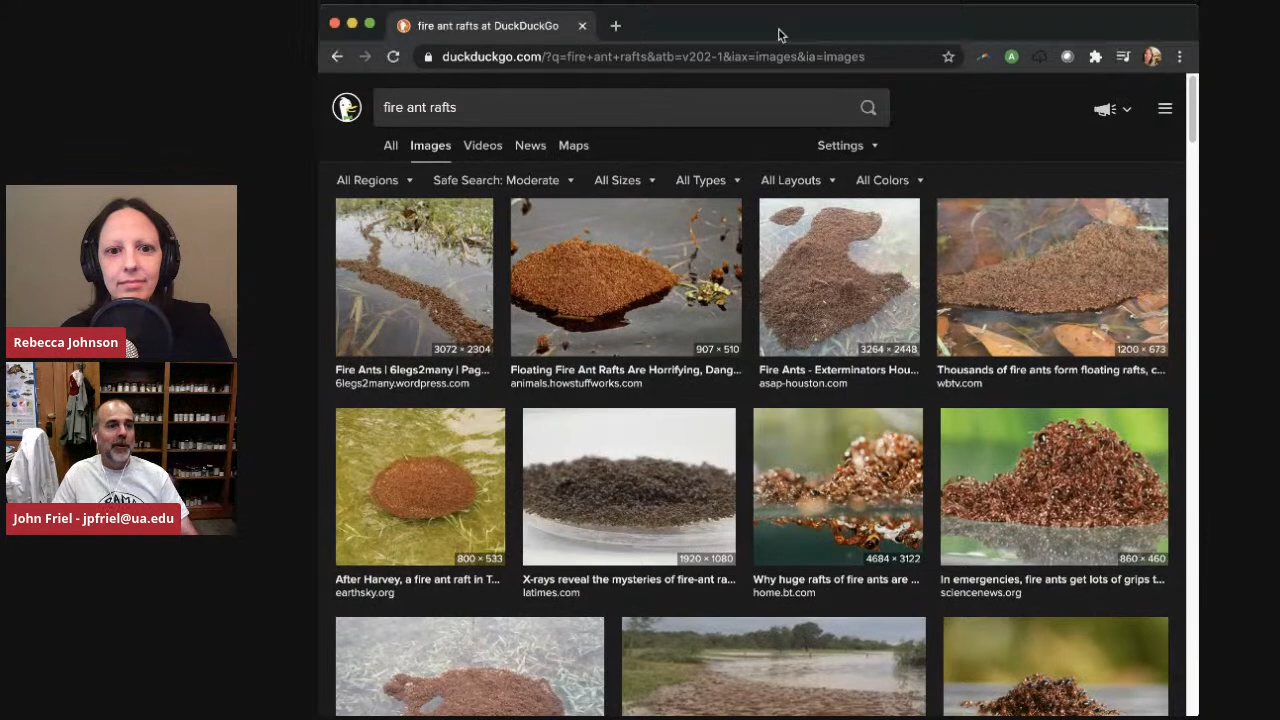 fire ant rafts at DuckDuckGo
duckduckgo.com/?q=fire+ant+rafts&atb=v202-1&iax=images&ia=images
fire ant rafts
All Images Videos News Maps Settings
All Regions Safe Search: Moderate All Sizes All Types All Layouts All Colors
3072 × 2304
907 × 510
3264 × 2448
1200 × 673
Fire Ants | 6legs2many | Pag...
6legs2many.wordpress.com
Floating Fire Ant Rafts Are Horrifying, Dang...
animals.howstuffworks.com
Fire Ants - Exterminators Hou...
asap-houston.com
Thousands of fire ants form floating rafts, c...
wbtv.com
800 × 533
1920 × 1080
4684 × 3122
860 × 460
After Harvey, a fire ant raft in T...
earthsky.org
X-rays reveal the mysteries of fire-ant ra...
latimes.com
Why huge rafts of fire ants are ...
home.bt.com
In emergencies, fire ants get lots of grips t...
sciencenews.org
Rebecca Johnson
John Friel - jpfriel@ua.edu